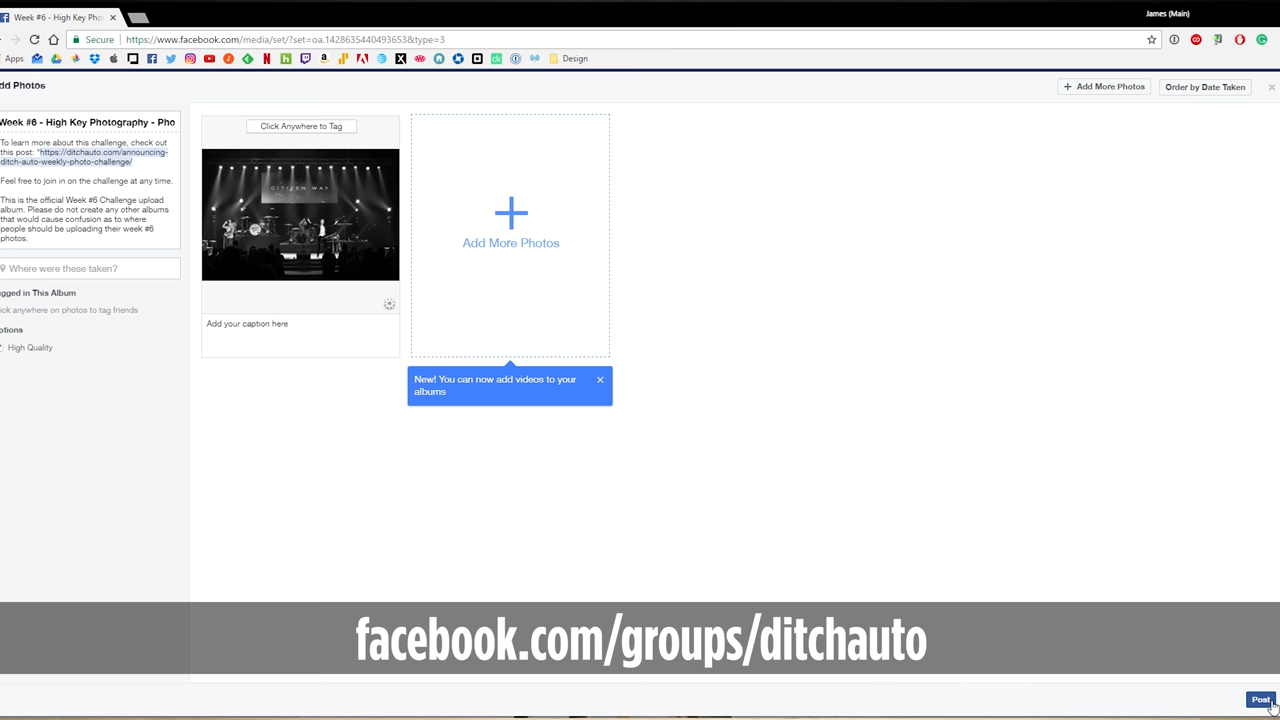 Week #6 - High Key Pho
James (Main)
Secure
https://www.facebook.com/media/set/?set=oa.1428635440493653&type=3
Apps
Design
dd Photos
Add More Photos
Order by Date Taken
Week #6 - High Key Photography - Pho
To learn more about this challenge, check out
this post: "https://ditchauto.com/announcing-
ditch-auto-weekly-photo-challenge/
Feel free to join in on the challenge at any time.
This is the official Week #6 Challenge upload
album. Please do not create any other albums
that would cause confusion as to where
people should be uploading their week #6
photos.
Where were these taken?
gged in This Album
ick anywhere on photos to tag friends
ptions
High Quality
Click Anywhere to Tag
CITIZEN WAY
Add your caption here
Add More Photos
New! You can now add videos to your
albums
facebook.com/groups/ditchauto
Post